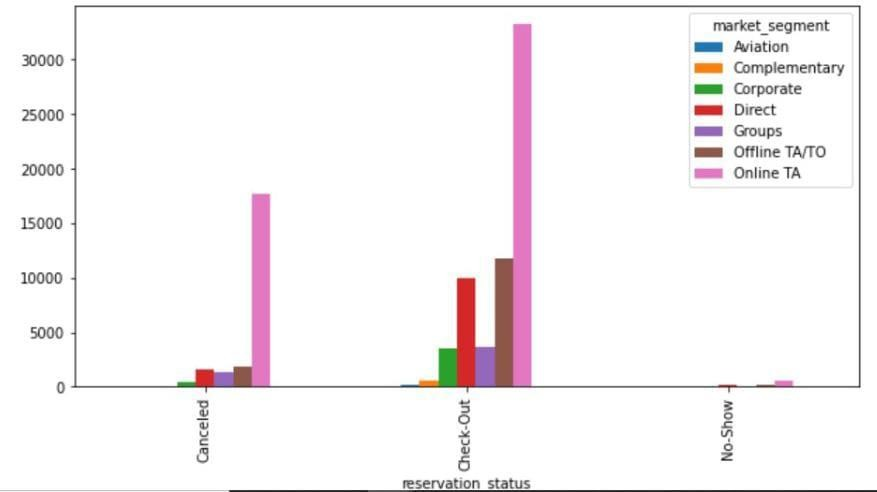 market_segment
Aviation
Complementary
Corporate
Direct
Groups
Offline TA/TO
Online TA
30000
25000
20000
15000
10000
5000
0
Canceled
Check-Out
No-Show
reservation_status